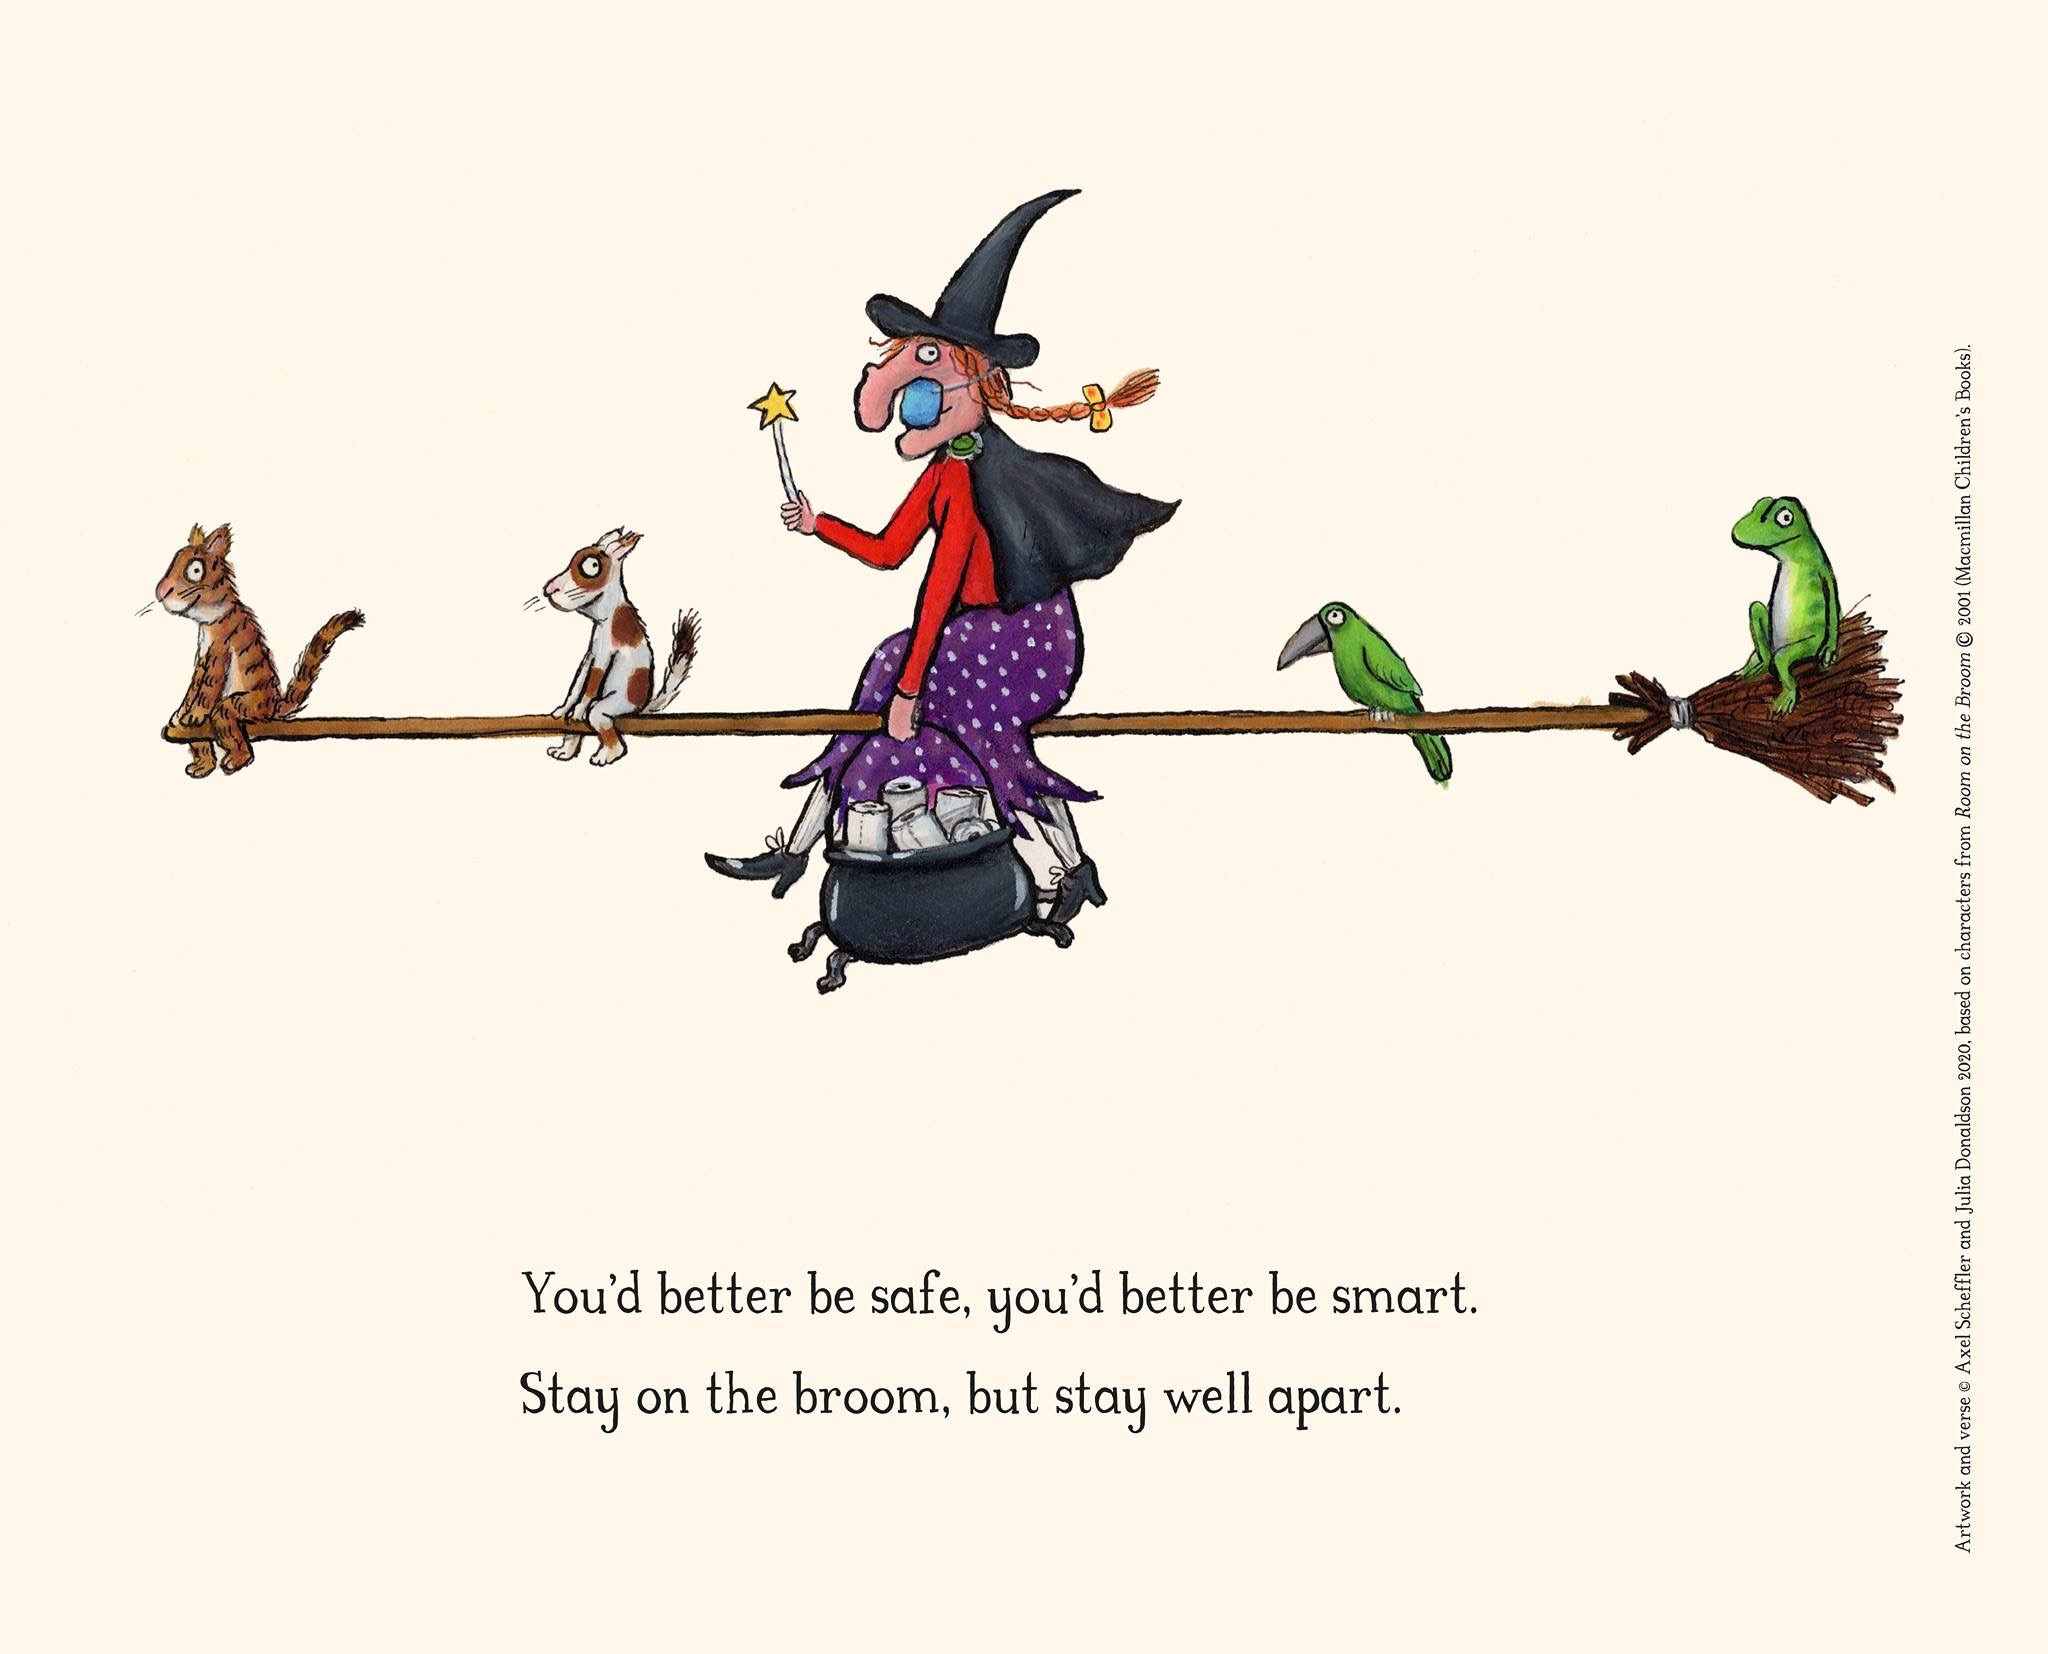 You'd better be safe, you'd better be smart.
Stay on the broom, but stay well apart.
Artwork and verse © Axel Scheffler and Julia Donaldson 2020, based on characters from Room on the Broom © 2001 (Macmillan Children's Books).